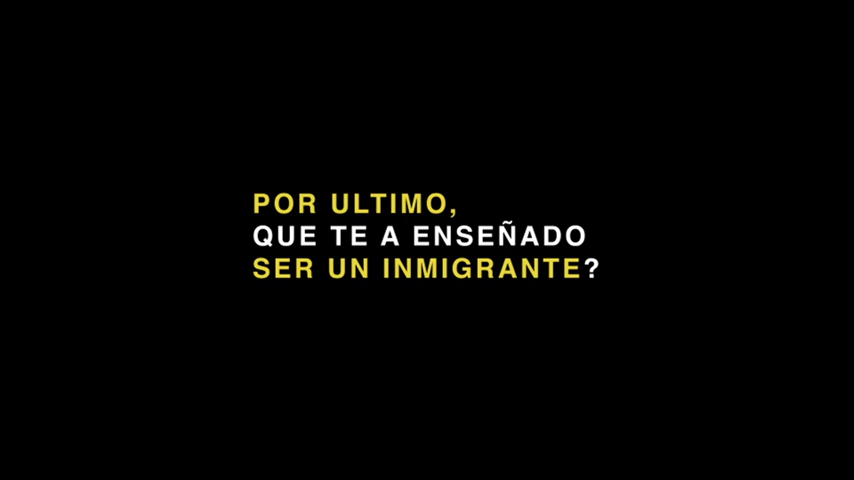 POR ULTIMO,
QUE TE A ENSEÑADO
SER UN INMIGRANTE?